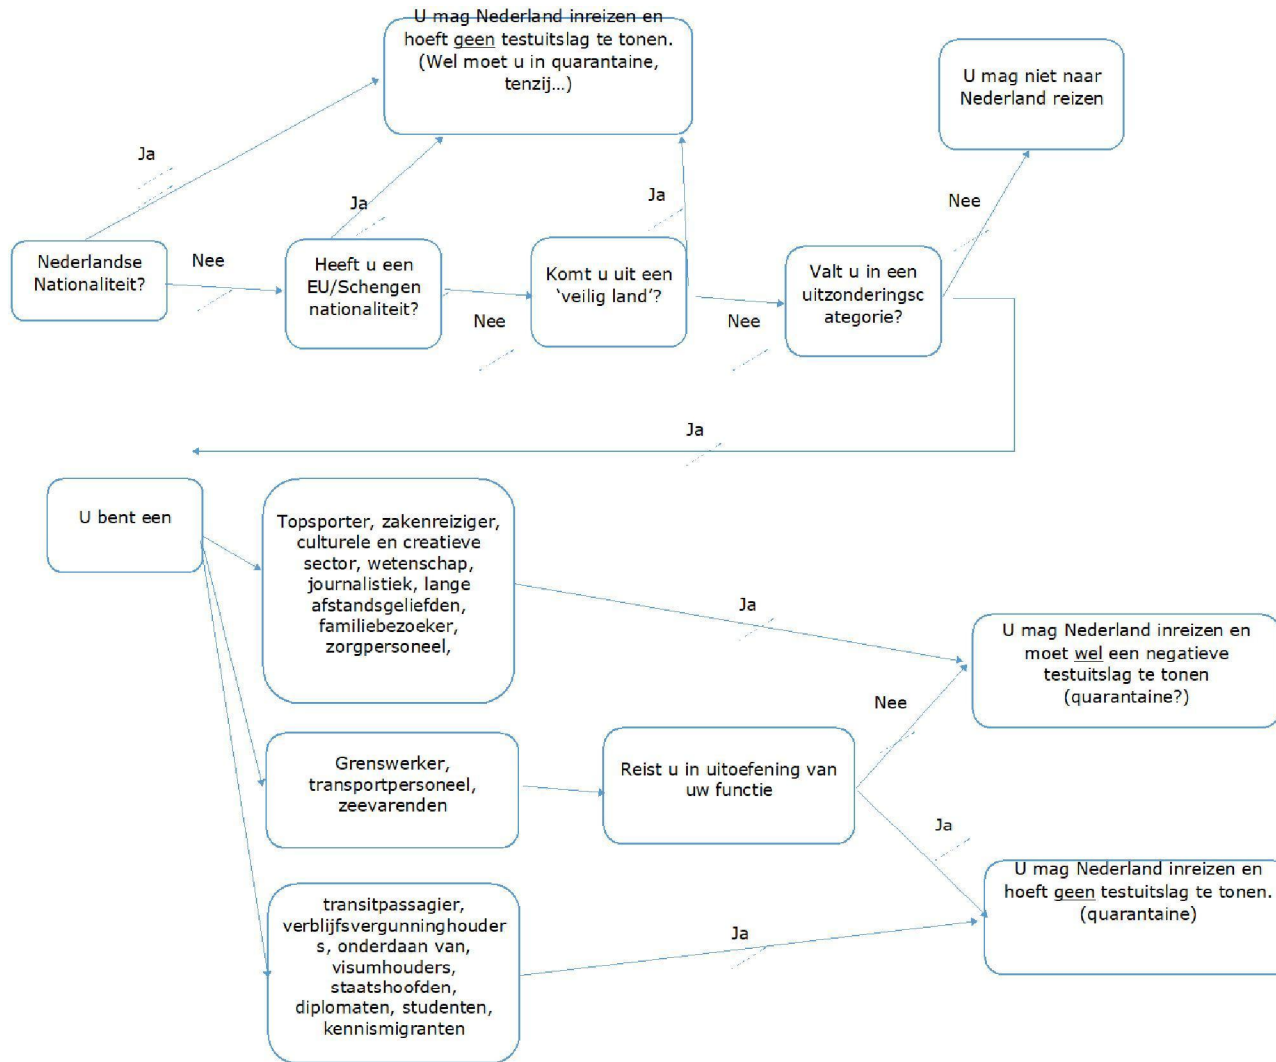 U mag Nederland inreizen en
hoeft geen testuitslag te tonen.
(Wel moet u in quarantaine,
tenzij…)
U mag niet naar
Nederland reizen
Ja
Ja
Ja
Nee
Nederlandse
Nationaliteit?
Nee
Heeft u een
EU/Schengen
nationaliteit?
Nee
Komt u uit een
‘veilig land’?
Nee
Valt u in een
uitzonderingsc
ategorie?
Ja
U bent een
Topsporter, zakenreiziger,
culturele en creatieve
sector, wetenschap,
journalistiek, lange
afstandsgeliefden,
familiebezoeker,
zorgpersoneel,
Ja
U mag Nederland inreizen en
moet wel een negatieve
testuitslag te tonen
(quarantaine?)
Grenswerker,
transportpersoneel,
zeevarenden
Reist u in uitoefening van
uw functie
Nee
Ja
U mag Nederland inreizen en
hoeft geen testuitslag te tonen.
(quarantaine)
transitpassagier,
verblijfsvergunninghouder
s, onderdaan van,
visumhouders,
staatshoofden,
diplomaten, studenten,
kennismigranten
Ja